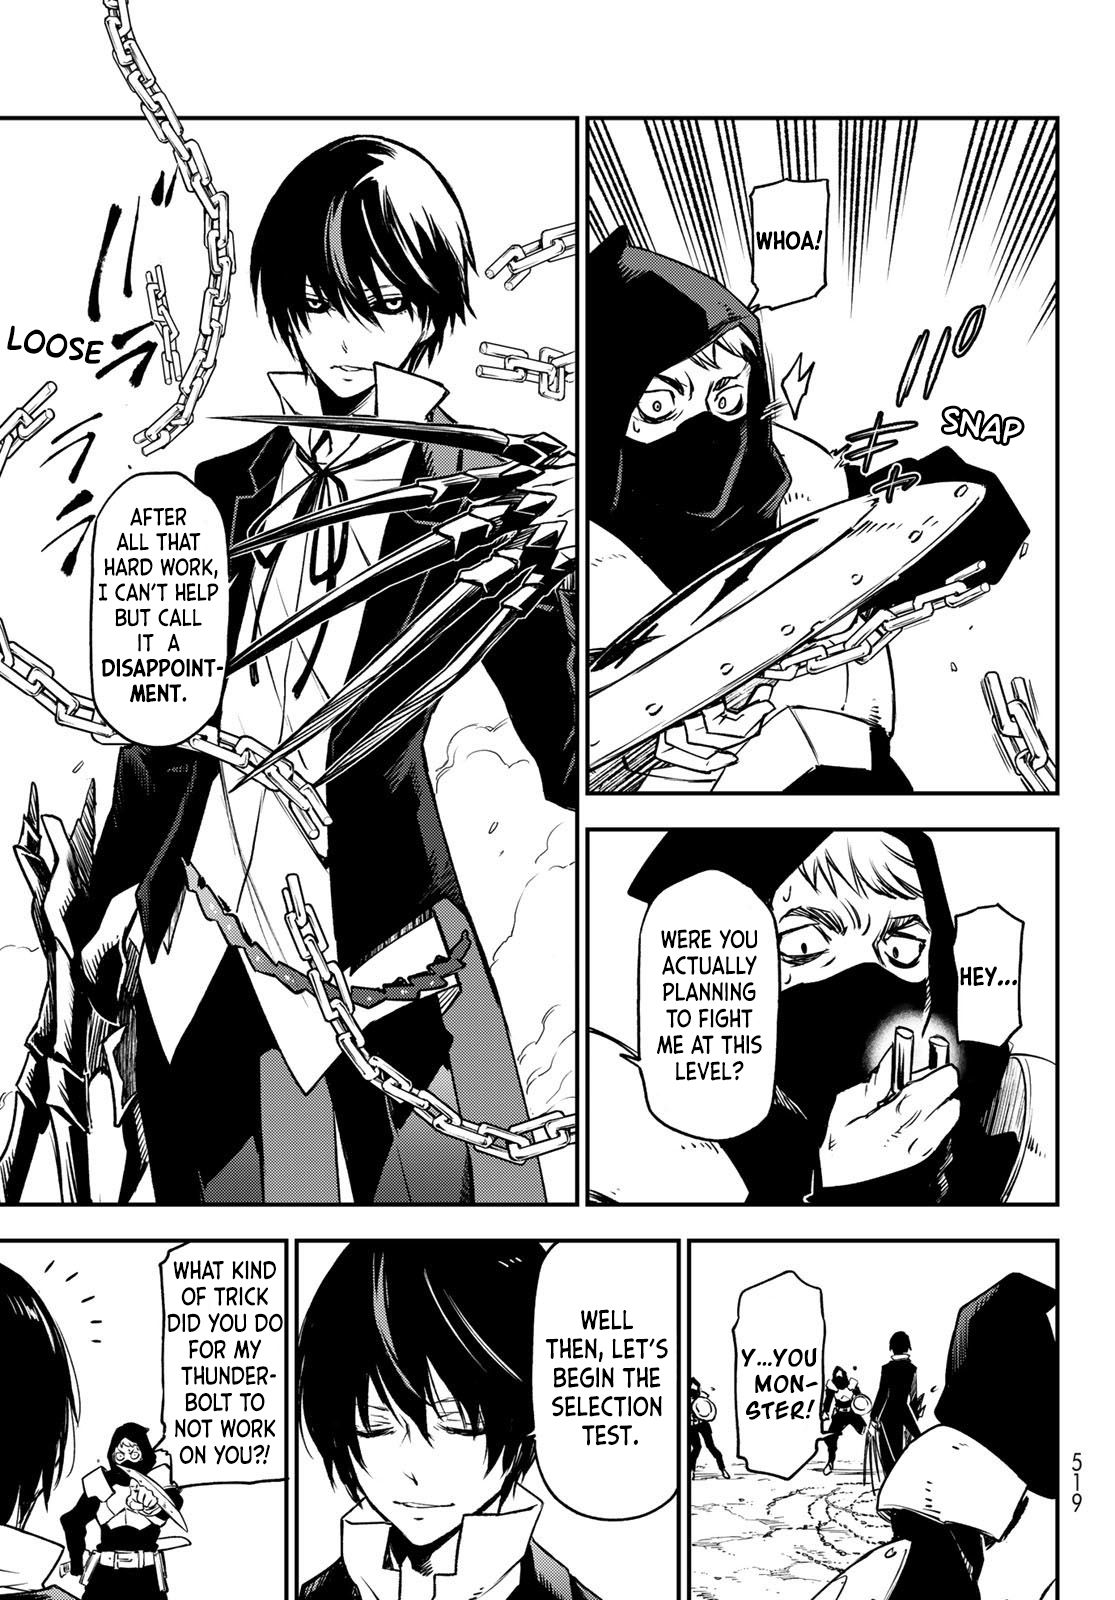 WHOA!
SNAP
LOOSE
AFTER
ALL THAT
HARD WORK,
I CAN'T HELP
BUT CALL
IT A
DISAPPOINT-
MENT.
HEY...
WERE YOU
ACTUALLY
PLANNING
TO FIGHT
ME AT THIS
LEVEL?
Y...YOU
MON-
STER!
WELL
THEN, LET'S
BEGIN THE
SELECTION
TEST.
WHAT KIND
OF TRICK
DID YOU DO
FOR MY
THUNDER-
BOLT TO
NOT WORK
ON YOU?!
519